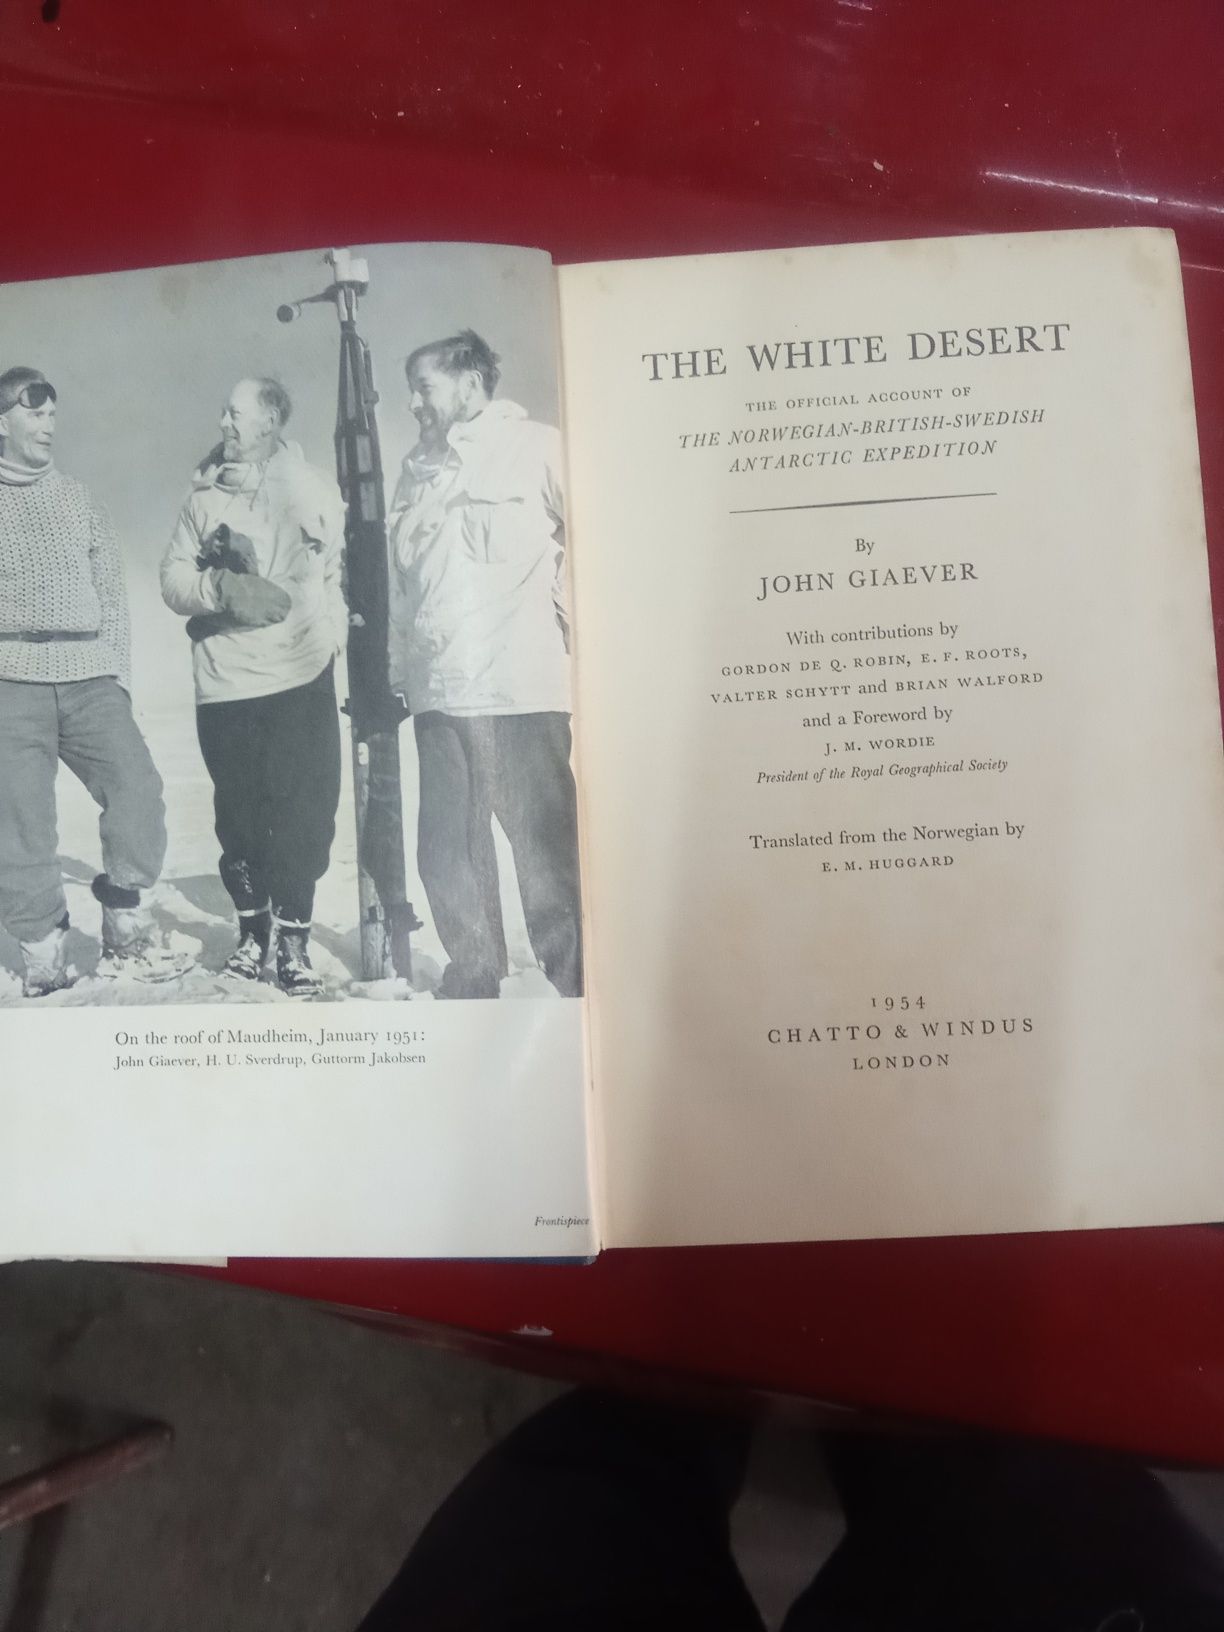 On the roof of Maudheim, January 1951:
John Giaever, H. U. Sverdrup, Guttorm Jakobsen
Frontispiece
THE WHITE DESERT
THE OFFICIAL ACCOUNT OF
THE NORWEGIAN-BRITISH-SWEDISH
ANTARCTIC EXPEDITION
By
JOHN GIAEVER
With contributions by
GORDON DE Q. ROBIN, E. F. ROOTS,
VALTER SCHYTT and BRIAN WALFORD
and a Foreword by
J. M. WORDIE
President of the Royal Geographical Society
Translated from the Norwegian by
E. M. HUGGARD
1954
CHATTO & WINDUS
LONDON